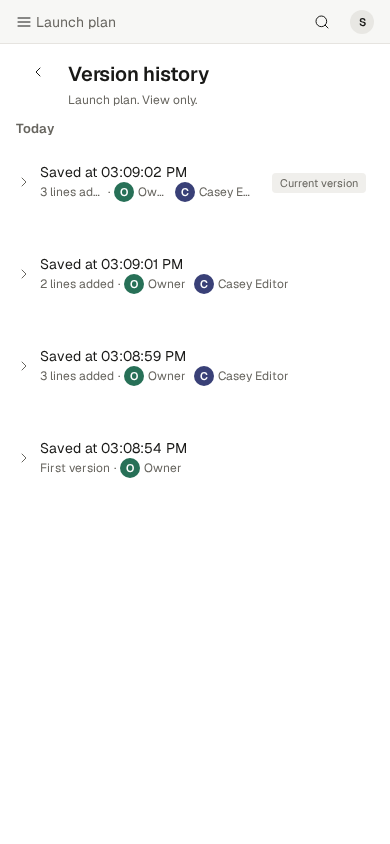 Launch plan
S
Version history
Launch plan. View only.
Today
Saved at 03:09:02 PM
3 lines ad... · O Ow... C Casey E...
Current version
Saved at 03:09:01 PM
2 lines added · O Owner C Casey Editor
Saved at 03:08:59 PM
3 lines added · O Owner C Casey Editor
Saved at 03:08:54 PM
First version · O Owner